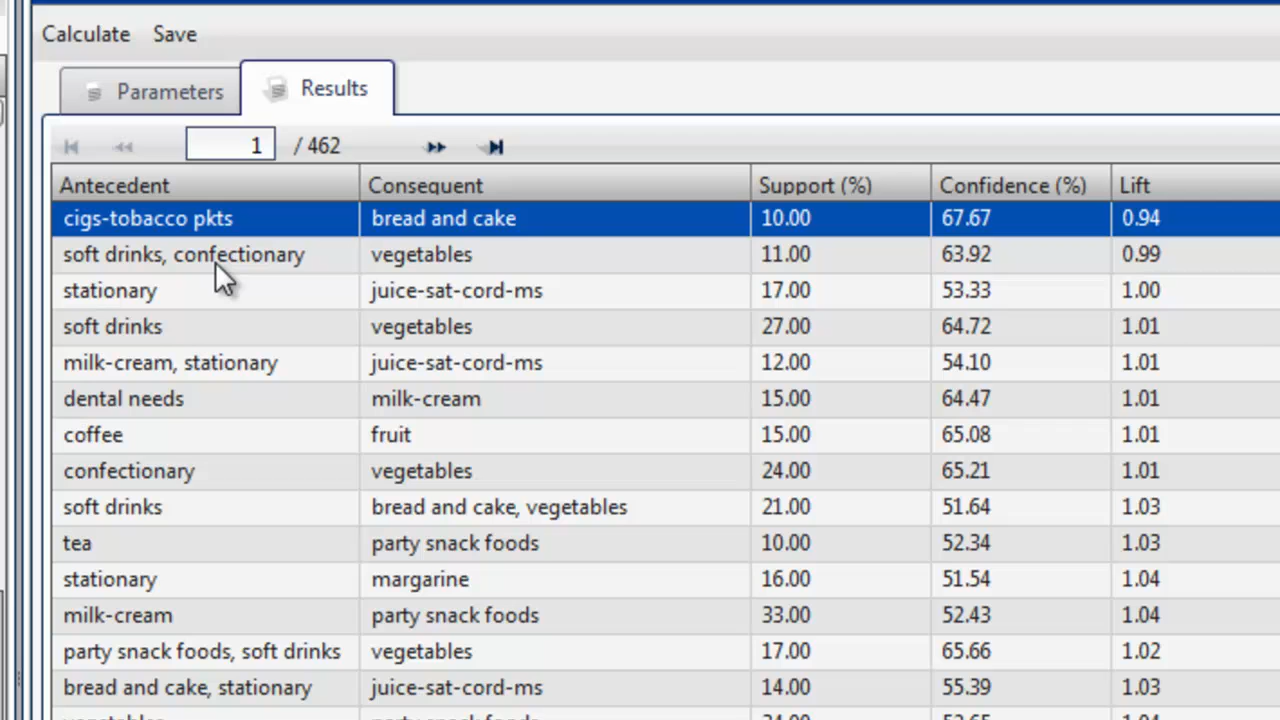 Calculate Save
Parameters Results
1 / 462
Antecedent Consequent Support (%) Confidence (%) Lift
cigs-tobacco pkts bread and cake 10.00 67.67 0.94
soft drinks, confectionary vegetables 11.00 63.92 0.99
stationary juice-sat-cord-ms 17.00 53.33 1.00
soft drinks vegetables 27.00 64.72 1.01
milk-cream, stationary juice-sat-cord-ms 12.00 54.10 1.01
dental needs milk-cream 15.00 64.47 1.01
coffee fruit 15.00 65.08 1.01
confectionary vegetables 24.00 65.21 1.01
soft drinks bread and cake, vegetables 21.00 51.64 1.03
tea party snack foods 10.00 52.34 1.03
stationary margarine 16.00 51.54 1.04
milk-cream party snack foods 33.00 52.43 1.04
party snack foods, soft drinks vegetables 17.00 65.66 1.02
bread and cake, stationary juice-sat-cord-ms 14.00 55.39 1.03